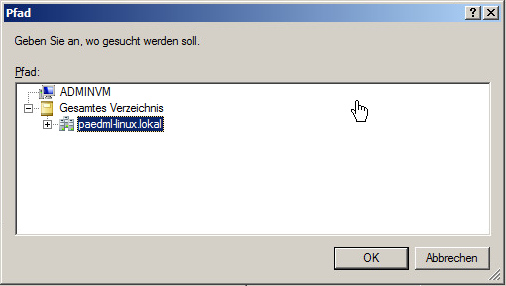 Pfad
Geben Sie an, wo gesucht werden soll.
Pfad:
ADMINVM
Gesamtes Verzeichnis
paedml-linux.lokal
OK
Abbrechen